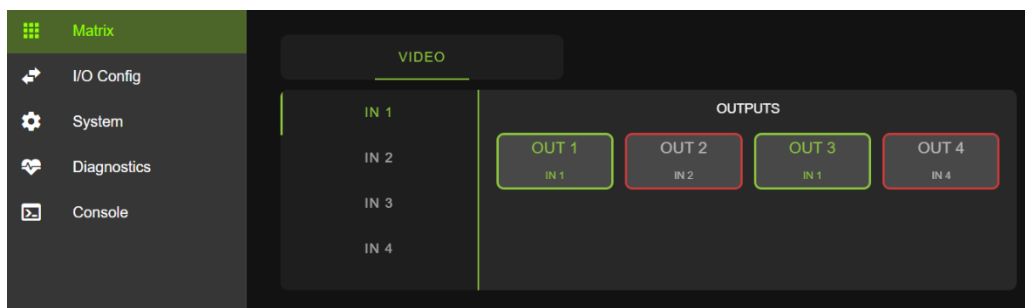 Matrix
I/O Config
System
Diagnostics
Console
VIDEO
IN 1
IN 2
IN 3
IN 4
OUTPUTS
OUT 1
IN 1
OUT 2
IN 2
OUT 3
IN 1
OUT 4
IN 4